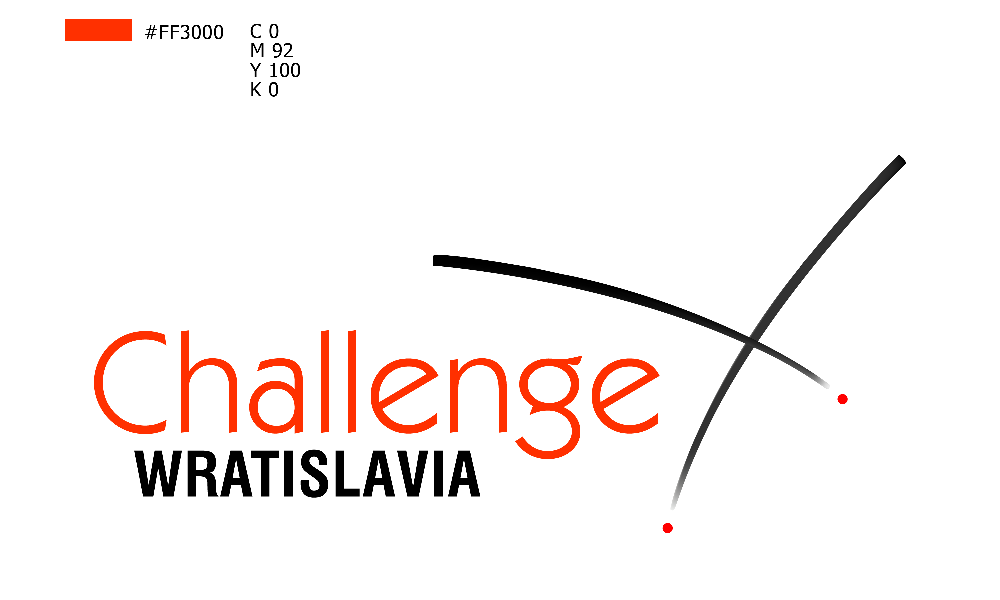 #FF3000
C 0
M 92
Y 100
K 0
Challenge
WRATISLAVIA